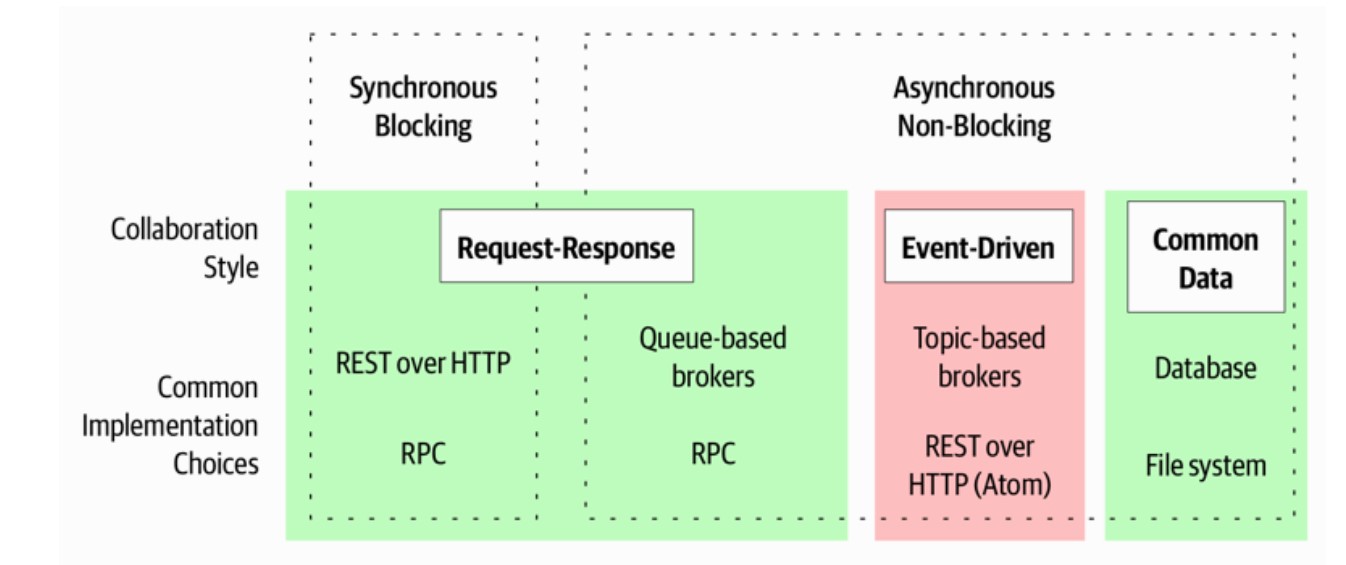 Synchronous
Blocking
Asynchronous
Non-Blocking
Collaboration
Style
Request-Response
Event-Driven
Common
Data
Common
Implementation
Choices
REST over HTTP
RPC
Queue-based
brokers
RPC
Topic-based
brokers
REST over
HTTP (Atom)
Database
File system